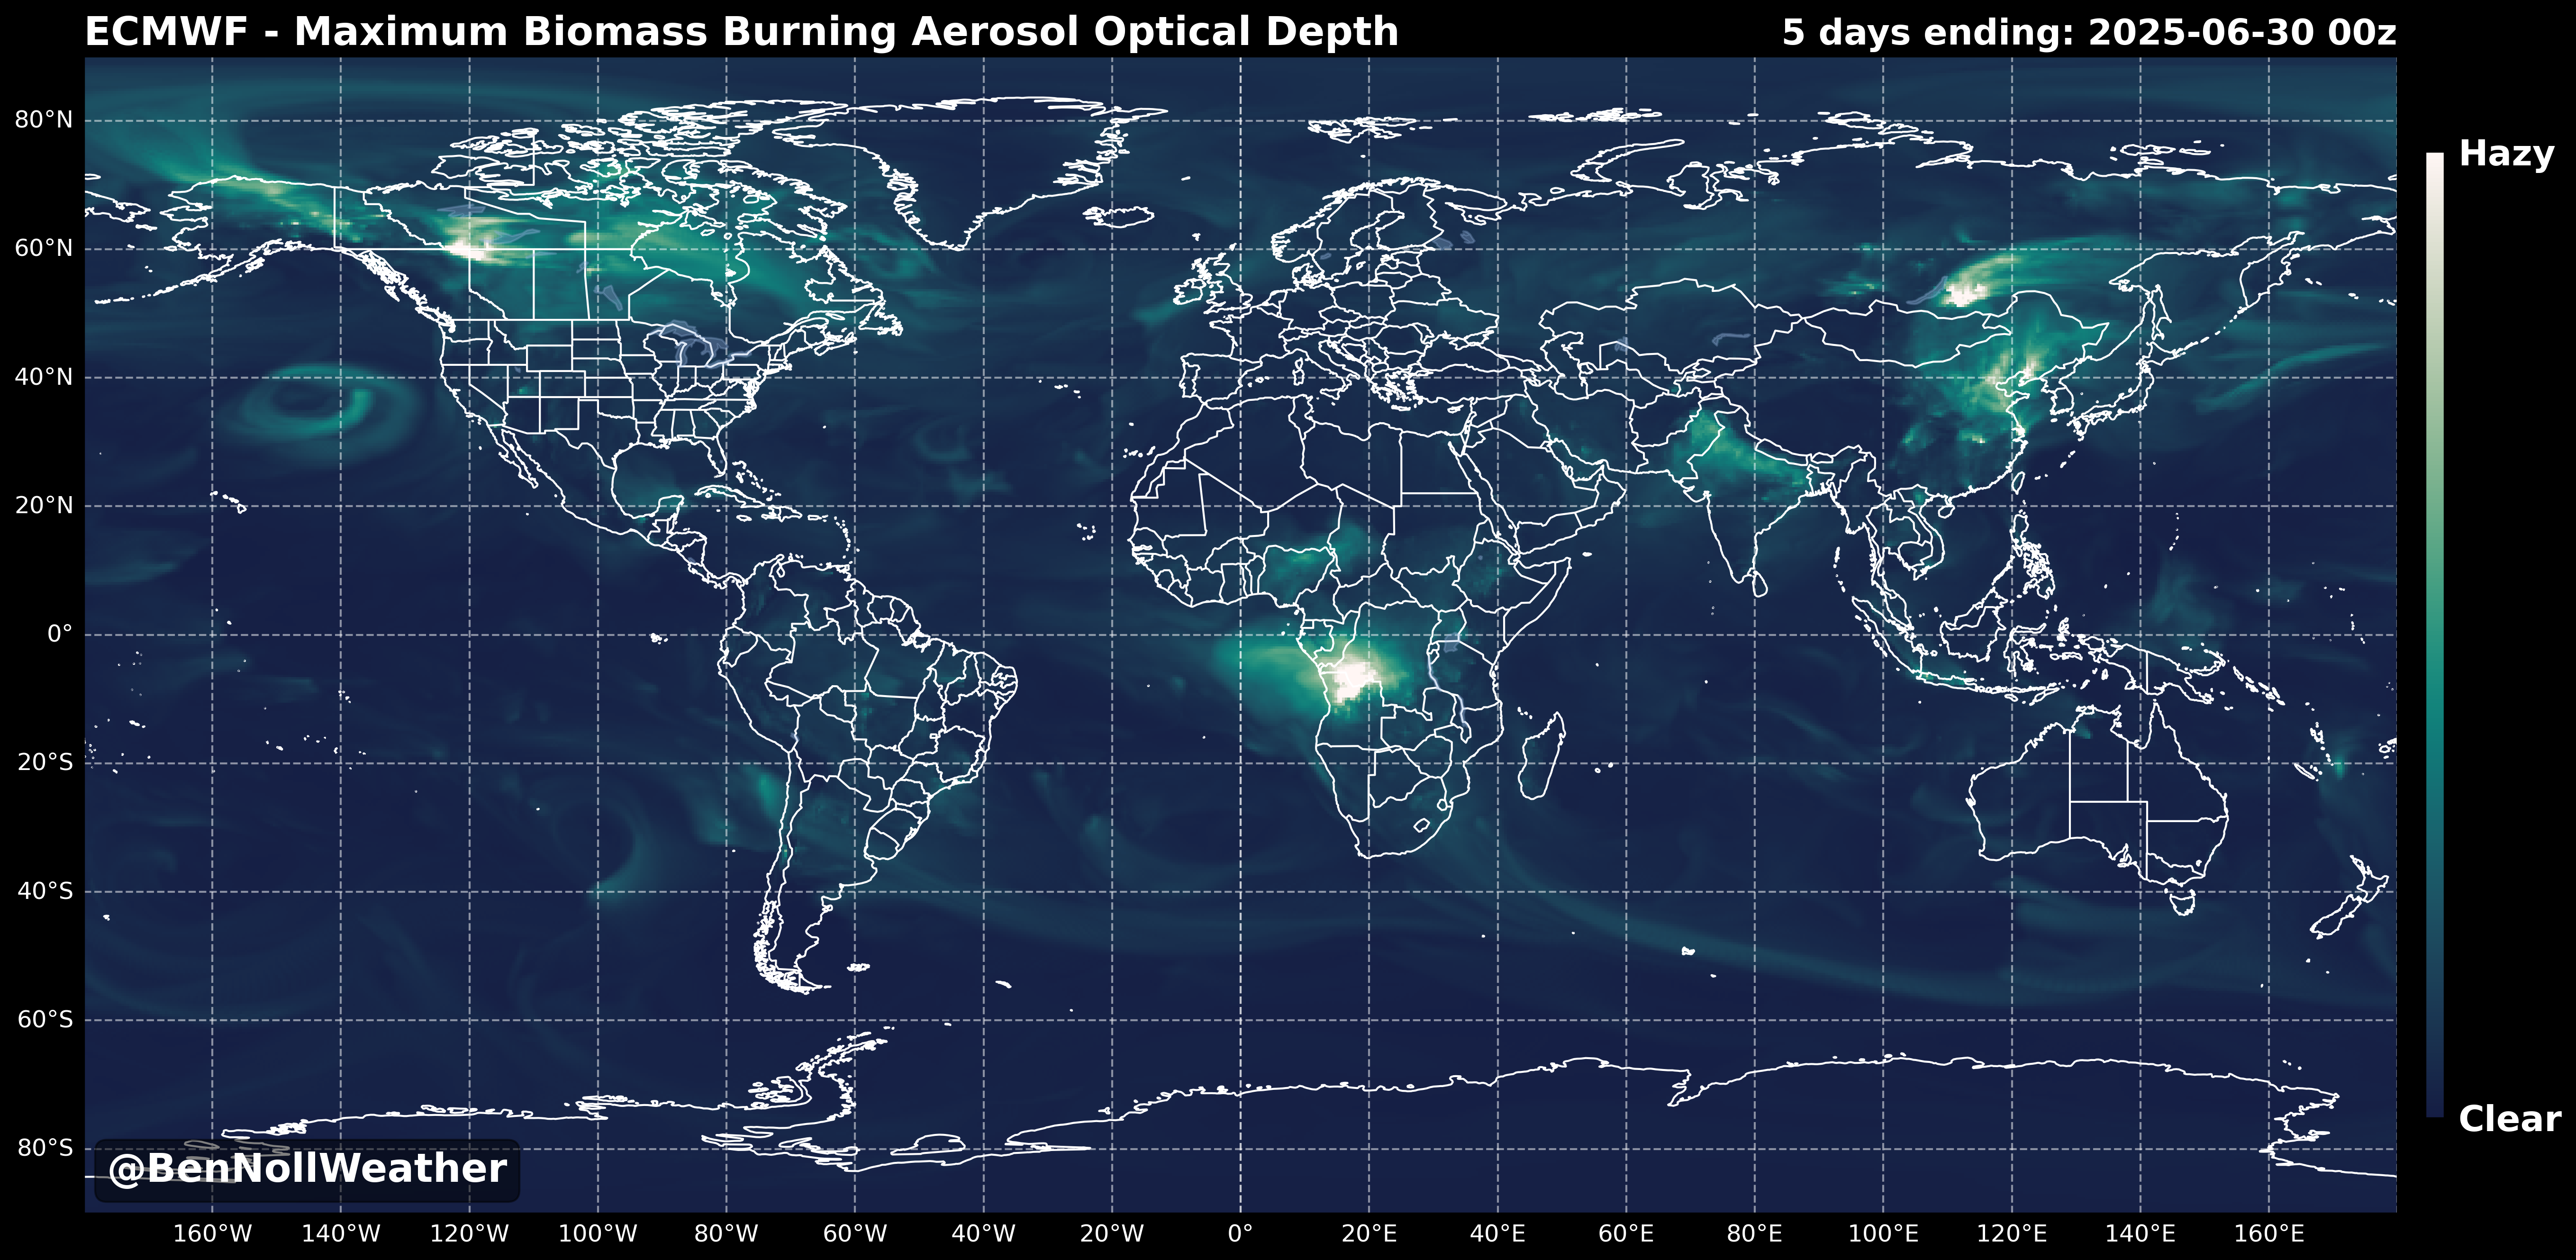 ECMWF - Maximum Biomass Burning Aerosol Optical Depth
5 days ending: 2025-06-30 00z
Hazy
80°N
60°N
40°N
20°N
0°
20°S
40°S
60°S
80°S
Clear
@BenNollWeather
160°W 140°W 120°W 100°W 80°W 60°W 40°W 20°W 0° 20°E 40°E 60°E 80°E 100°E 120°E 140°E 160°E